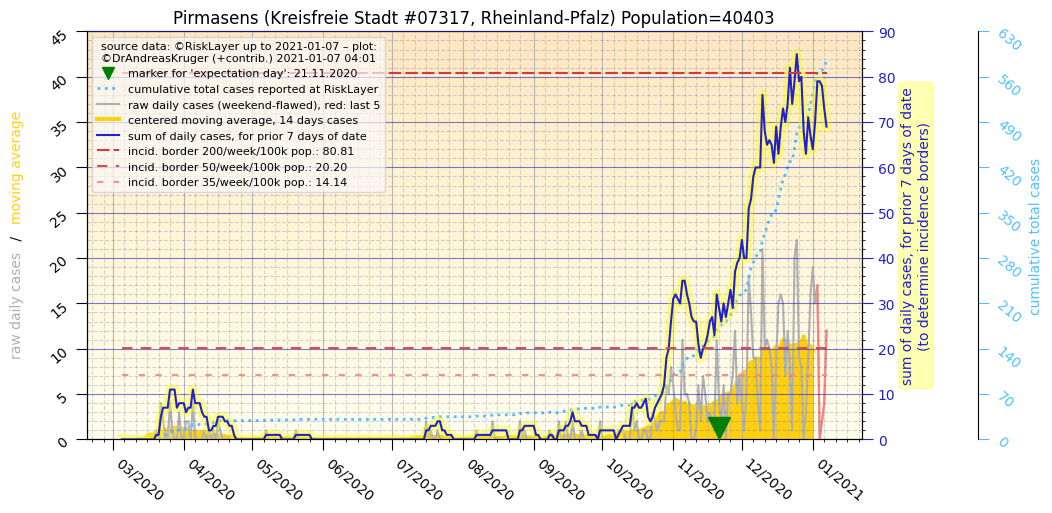 Pirmasens (Kreisfreie Stadt #07317, Rheinland-Pfalz) Population=40403
source data: ©RiskLayer up to 2021-01-07 – plot:
©DrAndreasKruger (+contrib.) 2021-01-07 04:01
marker for 'expectation day': 21.11.2020
cumulative total cases reported at RiskLayer
raw daily cases (weekend-flawed), red: last 5
centered moving average, 14 days cases
sum of daily cases, for prior 7 days of date
incid. border 200/week/100k pop.: 80.81
incid. border 50/week/100k pop.: 20.20
incid. border 35/week/100k pop.: 14.14
raw daily cases / moving average
45
40
35
30
25
20
15
10
5
0
03/2020
04/2020
05/2020
06/2020
07/2020
08/2020
09/2020
10/2020
11/2020
12/2020
01/2021
90
80
70
60
50
40
30
20
10
0
sum of daily cases, for prior 7 days of date
(to determine incidence borders)
630
560
490
420
350
280
210
140
70
0
cumulative total cases